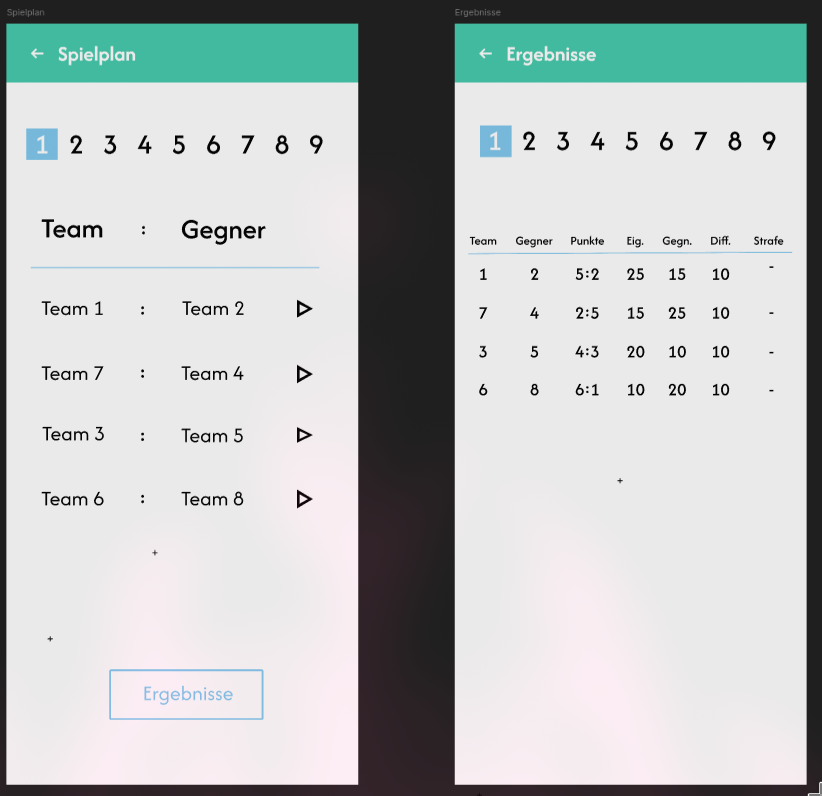 Spielplan
← Spielplan
1 2 3 4 5 6 7 8 9
Team : Gegner
Team 1 : Team 2
Team 7 : Team 4
Team 3 : Team 5
Team 6 : Team 8
+
+
Ergebnisse
Ergebnisse
← Ergebnisse
1 2 3 4 5 6 7 8 9
Team Gegner Punkte Eig. Gegn. Diff. Strafe
1 2 5:2 25 15 10 -
7 4 2:5 15 25 10 -
3 5 4:3 20 10 10 -
6 8 6:1 10 20 10 -
+